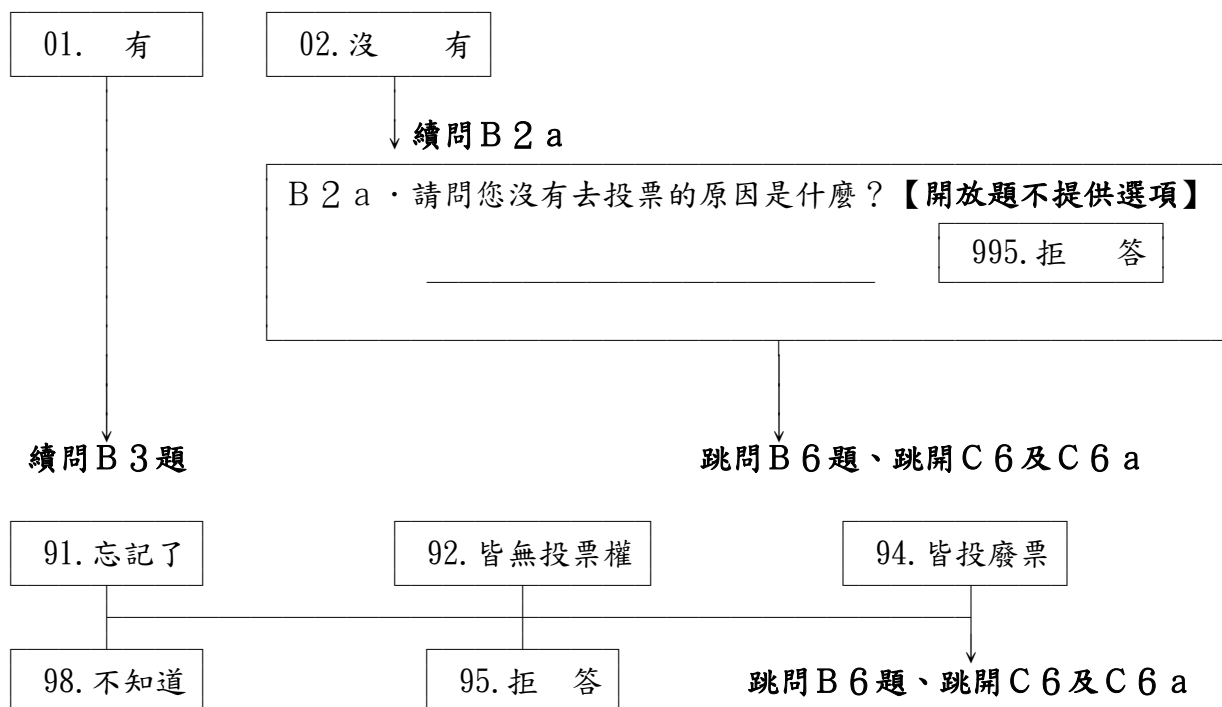 01. 有 02.沒 有
續問Ｂ２ａ
Ｂ２ａ．請問您沒有去投票的原因是什麼？【開放題不提供選項】
995.拒 答
續問Ｂ３題 跳問Ｂ６題、跳開Ｃ６及Ｃ６ａ
91.忘記了 92.皆無投票權 94.皆投廢票
98.不知道 95.拒 答 跳問Ｂ６題、跳開Ｃ６及Ｃ６ａ